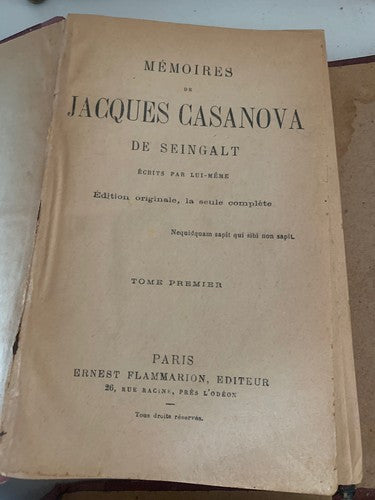 MÉMOIRES
DE
JACQUES CASANOVA
DE SEINGALT
ÉCRITS PAR LUI-MÊME
Édition originale, la seule complète
Nequidquam sapit qui sibi non sapit.
TOME PREMIER
PARIS
ERNEST FLAMMARION, EDITEUR
26, RUE RACINE, PRÈS L'ODÉON
Tous droits réservés.